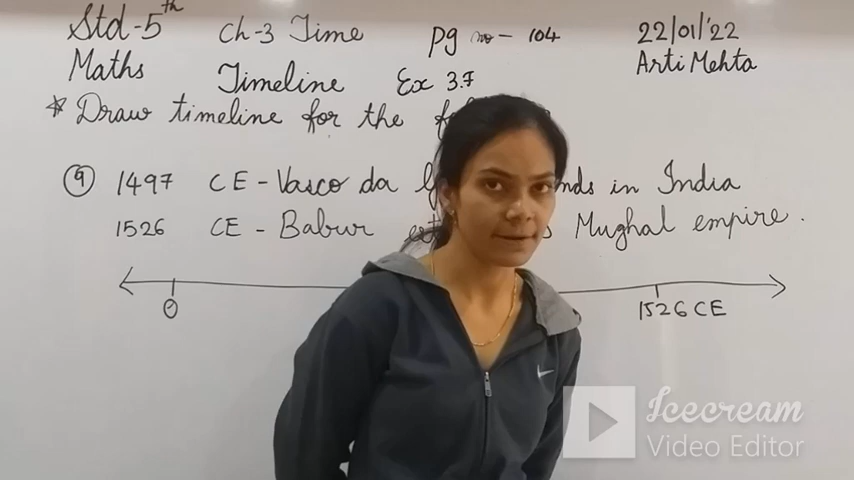 Std-5th Ch-3 Time pg no- 104 22/01/'22
Maths Timeline Ex 3.7 Arti Mehta
* Draw timeline for the
9 1497 CE - Vasco da in India
1526 CE - Babur Mughal empire.
0 1526 CE
Icecream
Video Editor